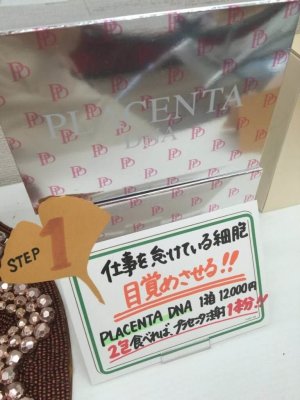 PLACENTA
DNA
STEP 1
仕事を怠けている細胞
目覚めさせる!!
PLACENTA DNA 1箱 12,000円
2包食べれば、プラセンタ注射1本分!!